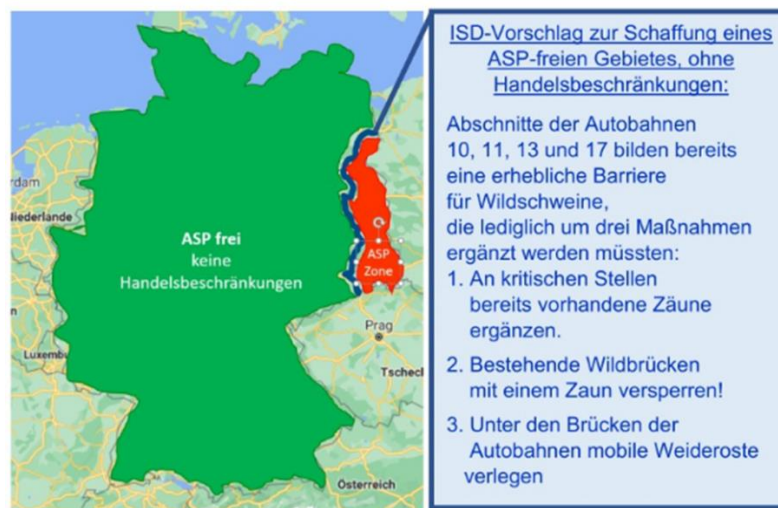 ISD-Vorschlag zur Schaffung eines
ASP-freien Gebietes, ohne
Handelsbeschränkungen:
Abschnitte der Autobahnen
10, 11, 13 und 17 bilden bereits
eine erhebliche Barriere
für Wildschweine,
die lediglich um drei Maßnahmen
ergänzt werden müssten:
1. An kritischen Stellen
bereits vorhandene Zäune
ergänzen.
2. Bestehende Wildbrücken
mit einem Zaun versperren!
3. Unter den Brücken der
Autobahnen mobile Weideroste
verlegen
ASP frei
keine
Handelsbeschränkungen
ASP
Zone
rdam
Niederlande
Luxemb
Prag
Tschec
Österreich